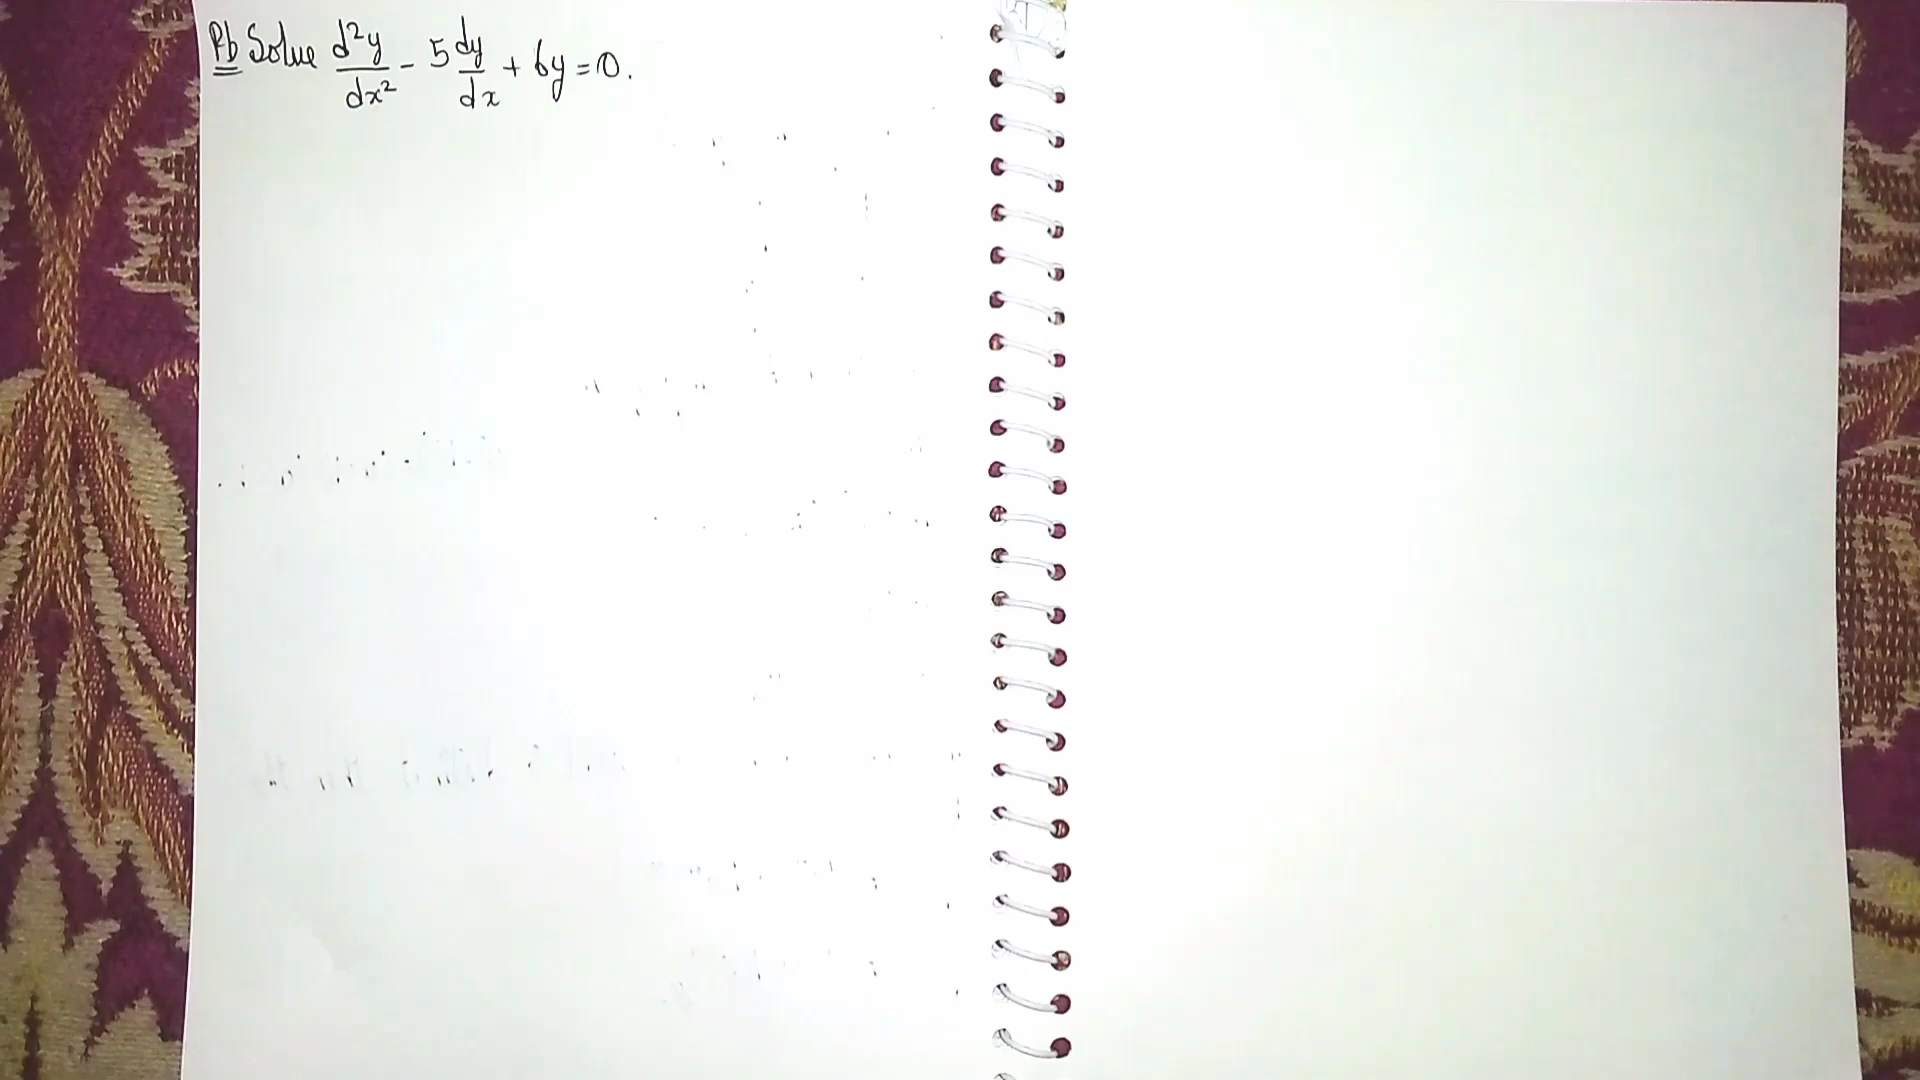 Pb Solve d²y/dx² - 5 dy/dx + 6y = 0.